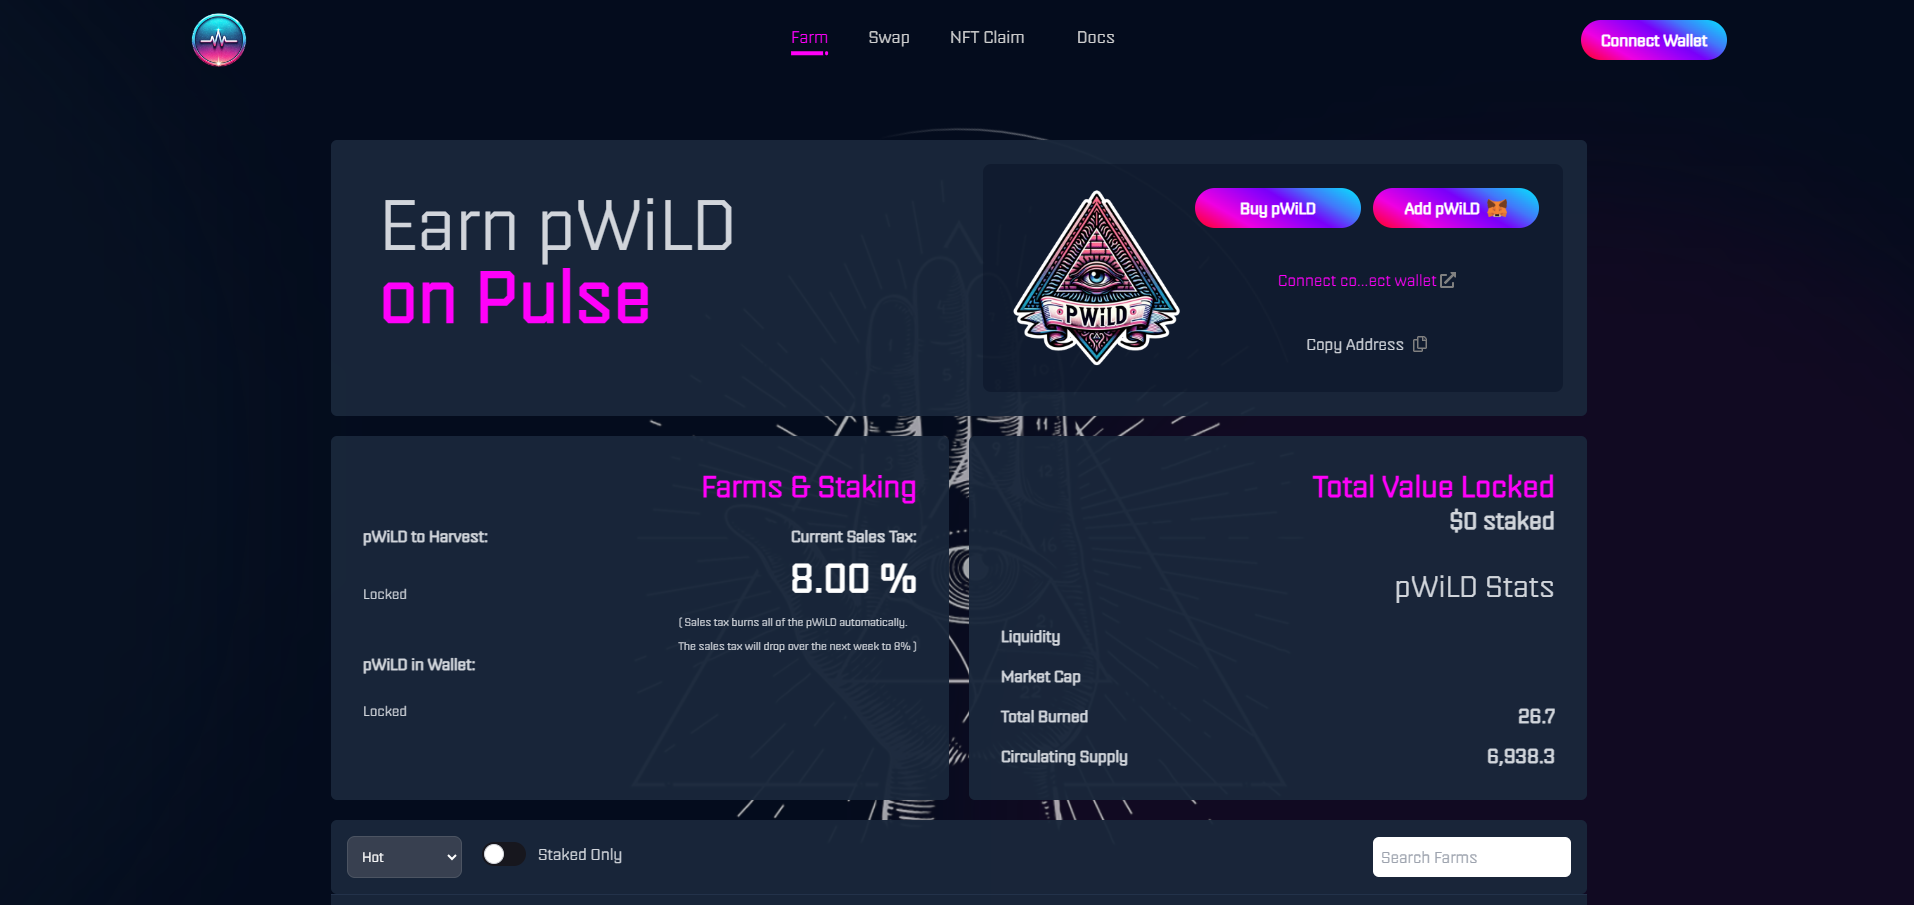 Farm
Swap
NFT Claim
Docs
Connect Wallet
Earn pWiLD
on Pulse
PWiLD
Buy pWiLD
Add pWiLD
Connect co...ect wallet
Copy Address
Farms & Staking
pWiLD to Harvest:
Current Sales Tax:
8.00 %
Locked
( Sales tax burns all of the pWiLD automatically.
The sales tax will drop over the next week to 8% )
pWiLD in Wallet:
Locked
Total Value Locked
$0 staked
pWiLD Stats
Liquidity
Market Cap
Total Burned 26.7
Circulating Supply 6,938.3
Hot
Staked Only
Search Farms